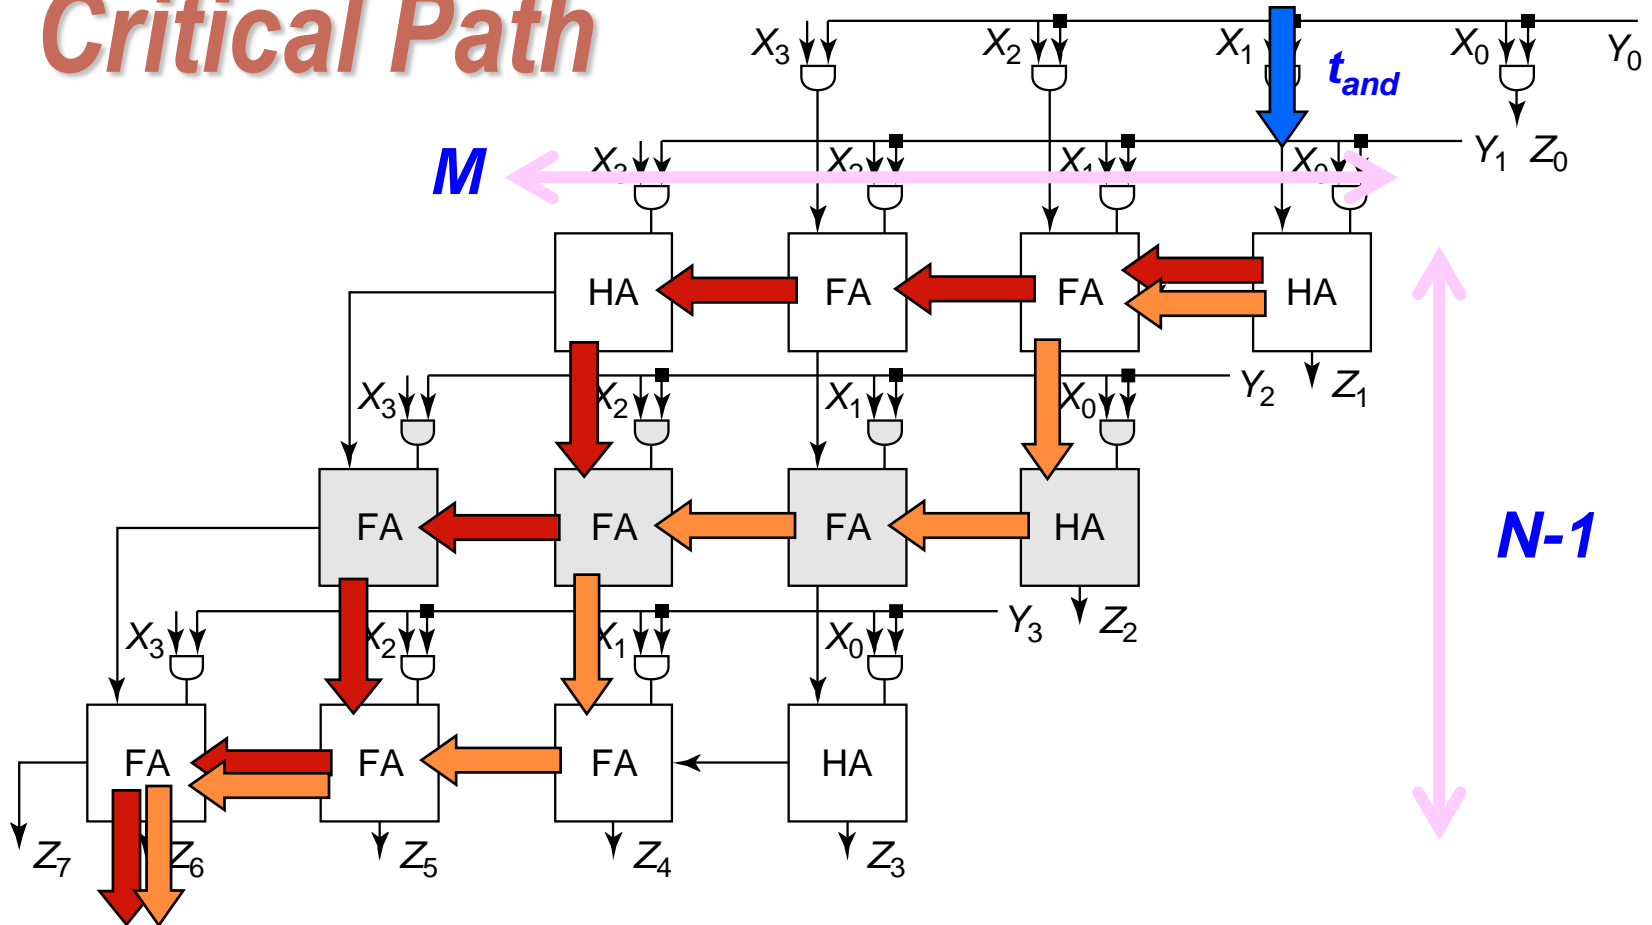 Critical Path
X3 X2 X1 X0 Y0
tand
M X3 X2 X1 X0 Y1 Z0
HA FA FA HA
X3 X2 X1 X0 Y2 Z1
FA FA FA HA N-1
X3 X2 X1 X0 Y3 Z2
FA FA FA HA
Z7 Z6 Z5 Z4 Z3